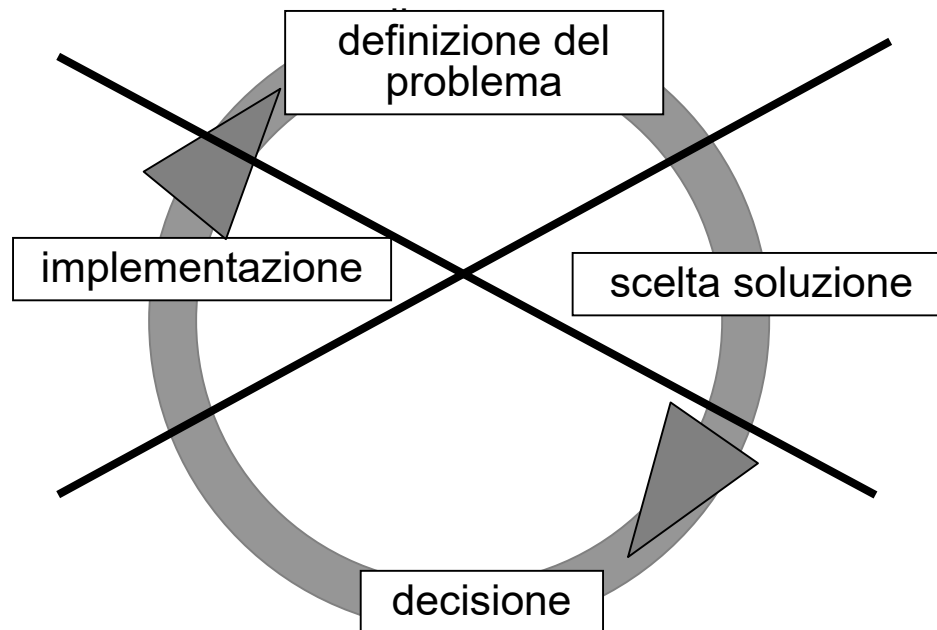 definizione del
problema
implementazione
scelta soluzione
decisione